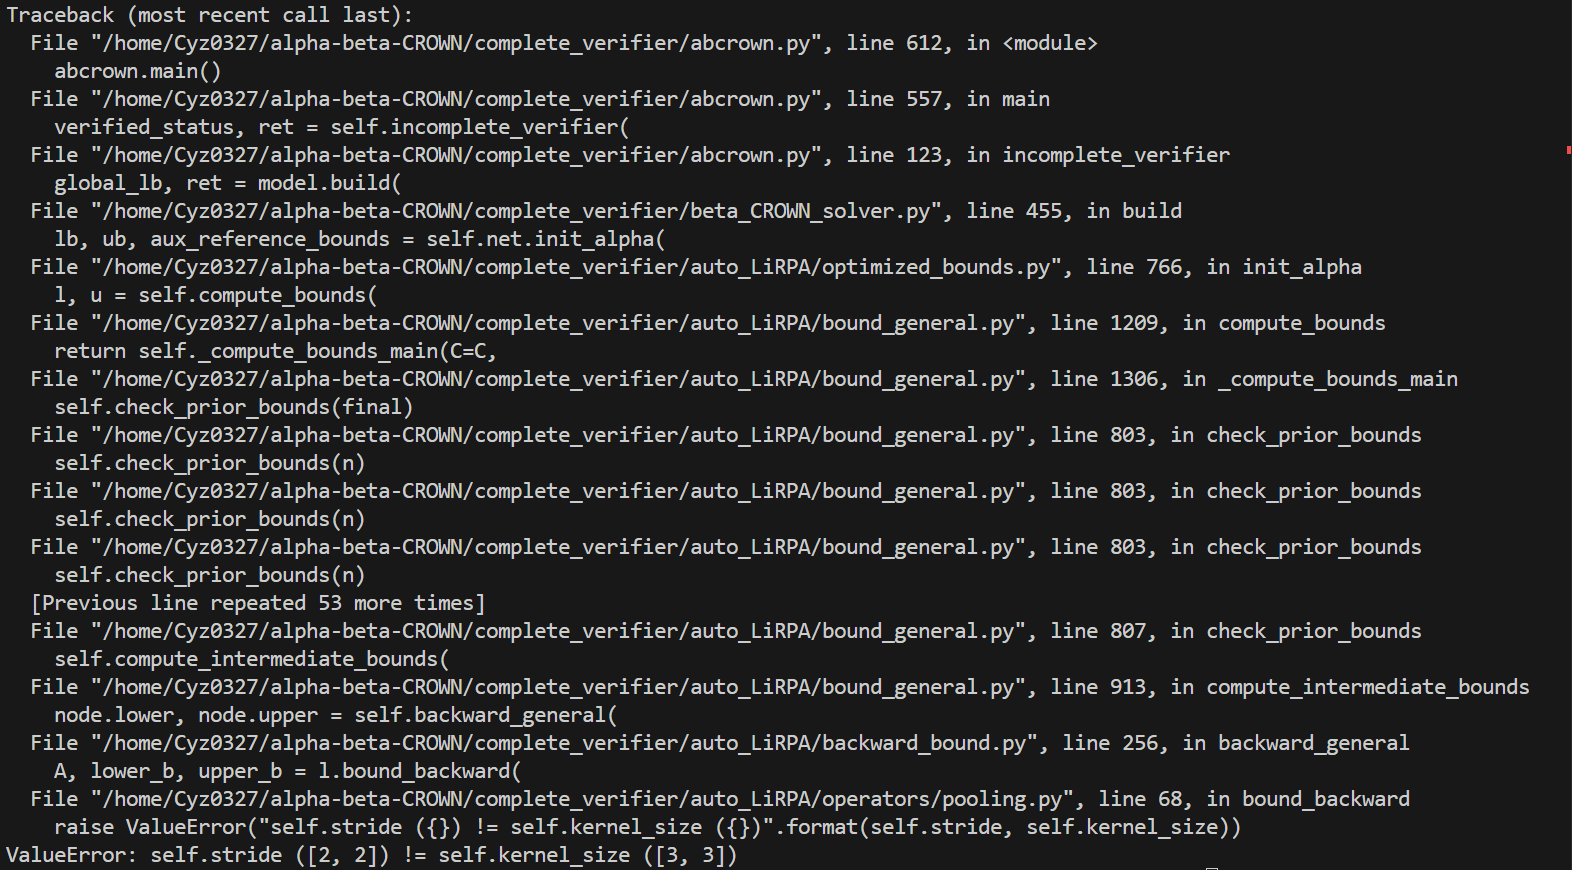 Traceback (most recent call last):
  File "/home/Cyz0327/alpha-beta-CROWN/complete_verifier/abcrown.py", line 612, in <module>
    abcrown.main()
  File "/home/Cyz0327/alpha-beta-CROWN/complete_verifier/abcrown.py", line 557, in main
    verified_status, ret = self.incomplete_verifier(
  File "/home/Cyz0327/alpha-beta-CROWN/complete_verifier/abcrown.py", line 123, in incomplete_verifier
    global_lb, ret = model.build(
  File "/home/Cyz0327/alpha-beta-CROWN/complete_verifier/beta_CROWN_solver.py", line 455, in build
    lb, ub, aux_reference_bounds = self.net.init_alpha(
  File "/home/Cyz0327/alpha-beta-CROWN/complete_verifier/auto_LiRPA/optimized_bounds.py", line 766, in init_alpha
    l, u = self.compute_bounds(
  File "/home/Cyz0327/alpha-beta-CROWN/complete_verifier/auto_LiRPA/bound_general.py", line 1209, in compute_bounds
    return self._compute_bounds_main(C=C,
  File "/home/Cyz0327/alpha-beta-CROWN/complete_verifier/auto_LiRPA/bound_general.py", line 1306, in _compute_bounds_main
    self.check_prior_bounds(final)
  File "/home/Cyz0327/alpha-beta-CROWN/complete_verifier/auto_LiRPA/bound_general.py", line 803, in check_prior_bounds
    self.check_prior_bounds(n)
  File "/home/Cyz0327/alpha-beta-CROWN/complete_verifier/auto_LiRPA/bound_general.py", line 803, in check_prior_bounds
    self.check_prior_bounds(n)
  File "/home/Cyz0327/alpha-beta-CROWN/complete_verifier/auto_LiRPA/bound_general.py", line 803, in check_prior_bounds
    self.check_prior_bounds(n)
  [Previous line repeated 53 more times]
  File "/home/Cyz0327/alpha-beta-CROWN/complete_verifier/auto_LiRPA/bound_general.py", line 807, in check_prior_bounds
    self.compute_intermediate_bounds(
  File "/home/Cyz0327/alpha-beta-CROWN/complete_verifier/auto_LiRPA/bound_general.py", line 913, in compute_intermediate_bounds
    node.lower, node.upper = self.backward_general(
  File "/home/Cyz0327/alpha-beta-CROWN/complete_verifier/auto_LiRPA/backward_bound.py", line 256, in backward_general
    A, lower_b, upper_b = l.bound_backward(
  File "/home/Cyz0327/alpha-beta-CROWN/complete_verifier/auto_LiRPA/operators/pooling.py", line 68, in bound_backward
    raise ValueError("self.stride ({}) != self.kernel_size ({})".format(self.stride, self.kernel_size))
ValueError: self.stride ([2, 2]) != self.kernel_size ([3, 3])